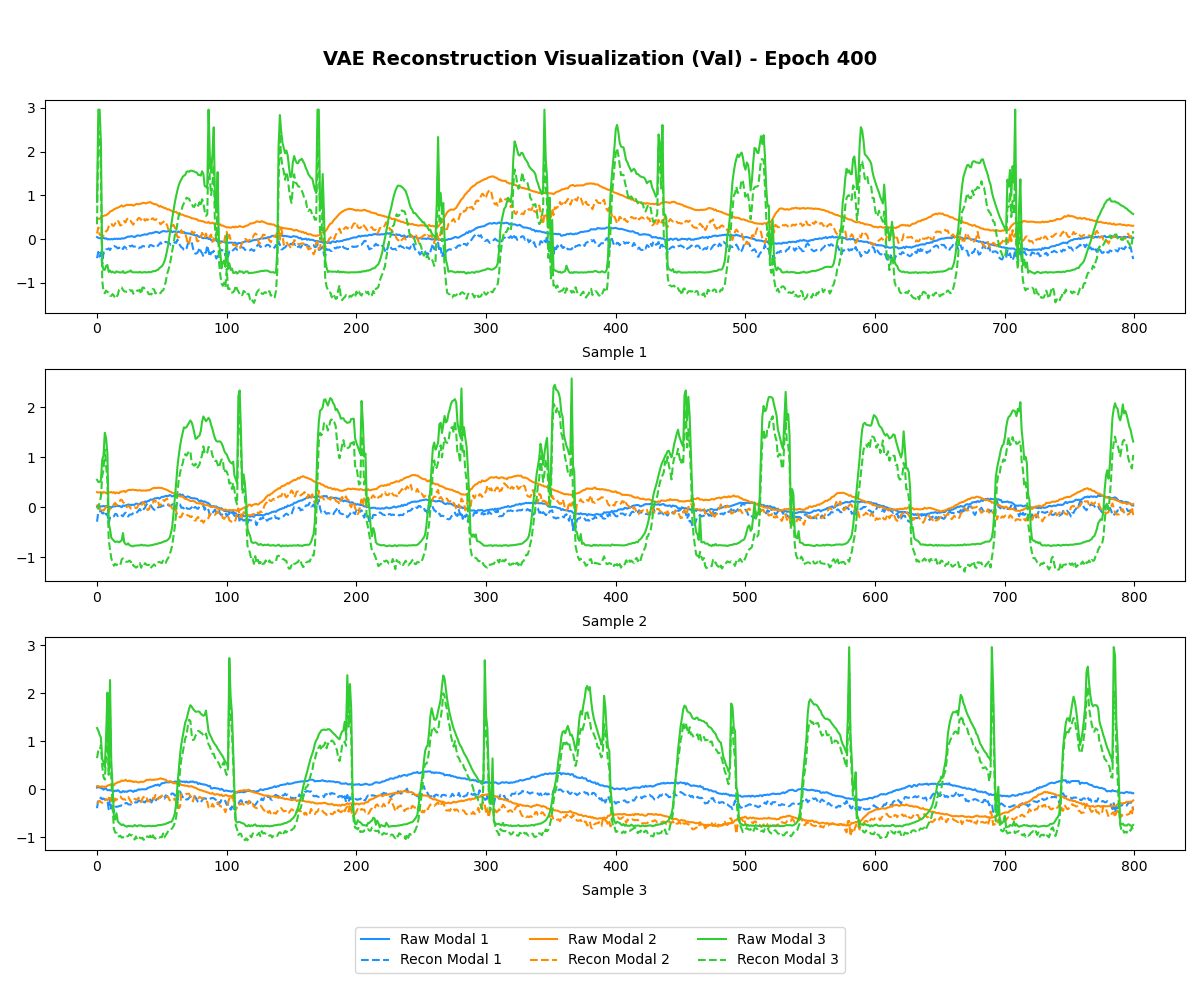 VAE Reconstruction Visualization (Val) - Epoch 400
3
2
1
0
−1
0 100 200 300 400 500 600 700 800
Sample 1
2
1
0
−1
0 100 200 300 400 500 600 700 800
Sample 2
3
2
1
0
−1
0 100 200 300 400 500 600 700 800
Sample 3
Raw Modal 1 Raw Modal 2 Raw Modal 3
Recon Modal 1 Recon Modal 2 Recon Modal 3